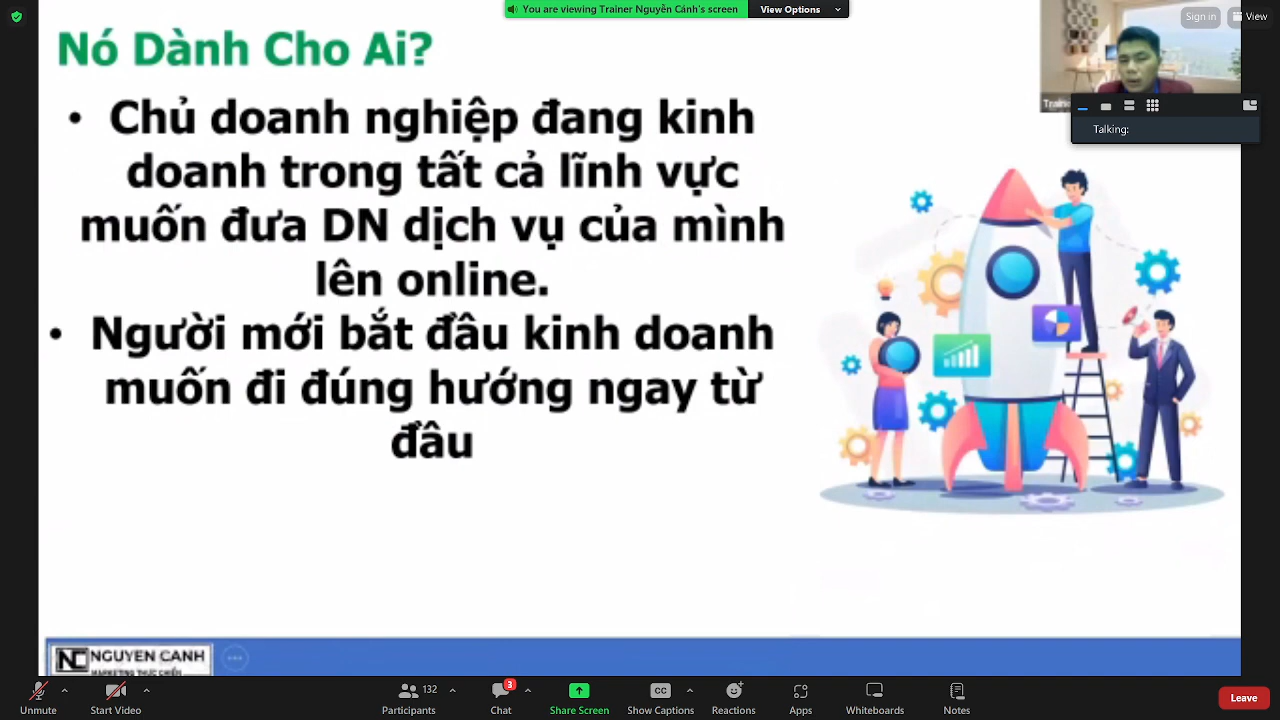 You are viewing Trainer Nguyễn Cảnh's screen
View Options
Sign in
View
Nó Dành Cho Ai?
• Chủ doanh nghiệp đang kinh
doanh trong tất cả lĩnh vực
muốn đưa DN dịch vụ của mình
lên online.
• Người mới bắt đầu kinh doanh
muốn đi đúng hướng ngay từ
đầu
Talking:
NGUYEN CANH
MARKETING THỰC CHIẾN
132
3
CC
Unmute
Start Video
Participants
Chat
Share Screen
Show Captions
Reactions
Apps
Whiteboards
Notes
Leave